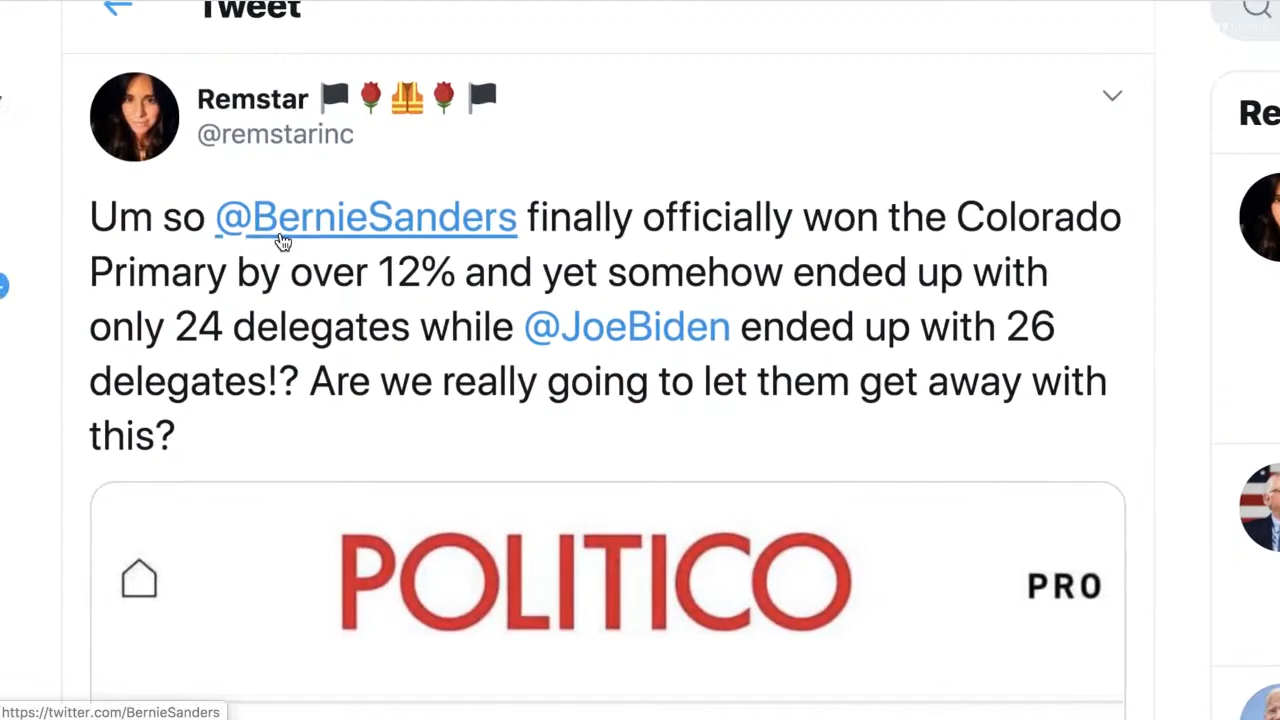 Tweet
Remstar
@remstarinc
Re
Um so @BernieSanders finally officially won the Colorado
Primary by over 12% and yet somehow ended up with
only 24 delegates while @JoeBiden ended up with 26
delegates!? Are we really going to let them get away with
this?
POLITICO
PRO
https://twitter.com/BernieSanders